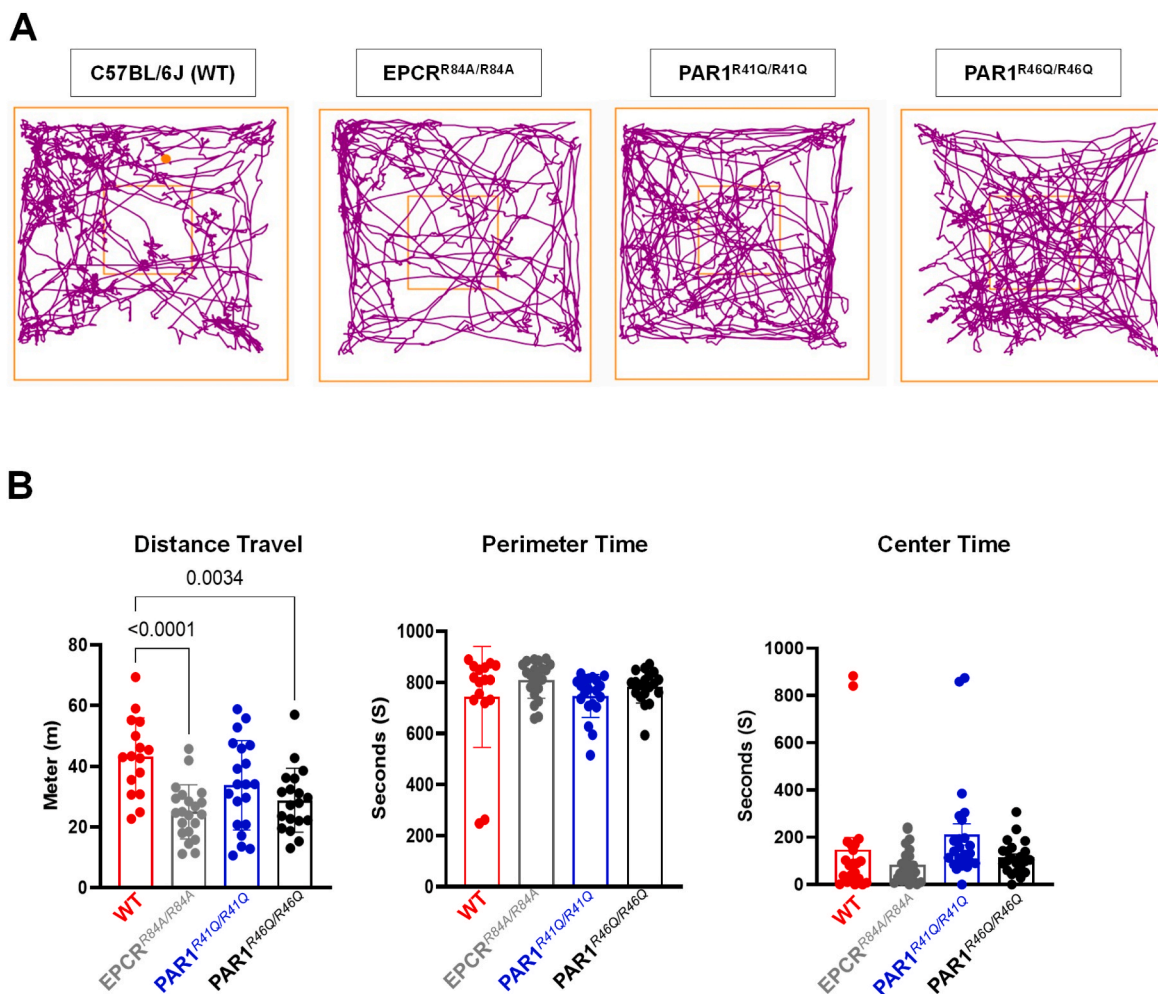 A
C57BL/6J (WT)
EPCR^R84A/R84A
PAR1^R41Q/R41Q
PAR1^R46Q/R46Q
B
Distance Travel
Perimeter Time
Center Time
0.0034
<0.0001
Meter (m)
80
60
40
20
0
WT
EPCR^R84A/R84A
PAR1^R41Q/R41Q
PAR1^R46Q/R46Q
Seconds (S)
1000
800
600
400
200
0
WT
EPCR^R84A/R84A
PAR1^R41Q/R41Q
PAR1^R46Q/R46Q
Seconds (S)
1000
800
600
400
200
0
WT
EPCR^R84A/R84A
PAR1^R41Q/R41Q
PAR1^R46Q/R46Q